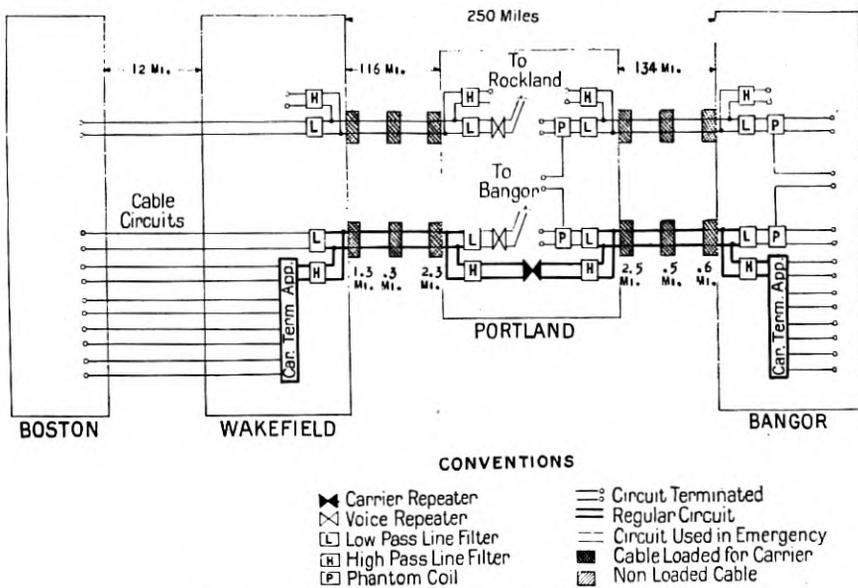 250 Miles
12 MI.
116 MI.
134 MI.
To
Rockland
H
H
H
H
L
L
P
L
L
P
To
Bangor
Cable
Circuits
L
L
P
L
L
P
H
H
H
H
1.3
MI.
.3
MI.
2.3
MI.
2.5
MI.
.5
MI.
.6
MI.
Car. Term. App.
Car. Term. App.
PORTLAND
BOSTON
WAKEFIELD
BANGOR
CONVENTIONS
Carrier Repeater
Voice Repeater
L Low Pass Line Filter
H High Pass Line Filter
P Phantom Coil
Circuit Terminated
Regular Circuit
Circuit Used in Emergency
Cable Loaded for Carrier
Non Loaded Cable